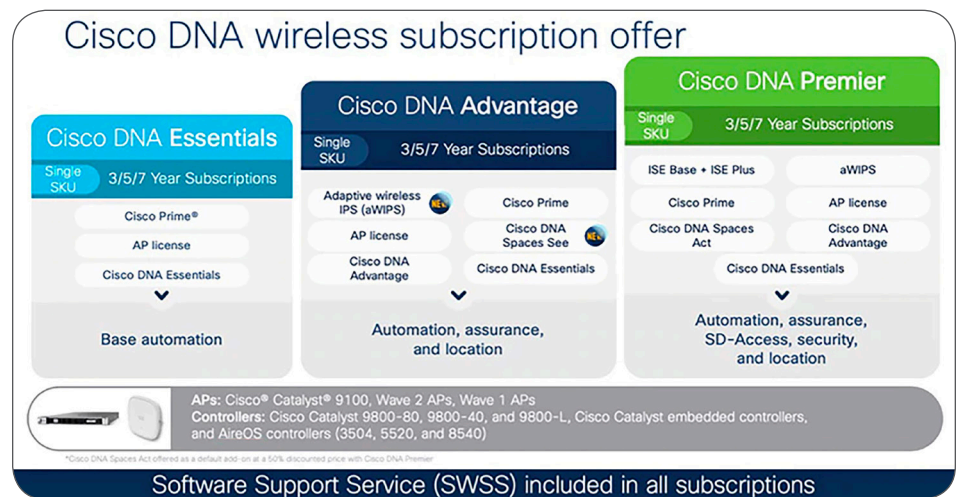 Cisco DNA wireless subscription offer
Cisco DNA Essentials
Single
SKU
3/5/7 Year Subscriptions
Cisco Prime®
AP license
Cisco DNA Essentials
Base automation
Cisco DNA Advantage
Single
SKU
3/5/7 Year Subscriptions
Adaptive wireless
IPS (aWIPS)
NEW
Cisco Prime
AP license
Cisco DNA
Spaces See
NEW
Cisco DNA
Advantage
Cisco DNA Essentials
Automation, assurance,
and location
Cisco DNA Premier
Single
SKU
3/5/7 Year Subscriptions
ISE Base + ISE Plus
aWIPS
Cisco Prime
AP license
Cisco DNA Spaces
Act
Cisco DNA
Advantage
Cisco DNA Essentials
Automation, assurance,
SD-Access, security,
and location
APs: Cisco® Catalyst® 9100, Wave 2 APs, Wave 1 APs
Controllers: Cisco Catalyst 9800-80, 9800-40, and 9800-L, Cisco Catalyst embedded controllers,
and AireOS controllers (3504, 5520, and 8540)
*Cisco DNA Spaces Act offered as a default add-on at a 50% discounted price with Cisco DNA Premier
Software Support Service (SWSS) included in all subscriptions